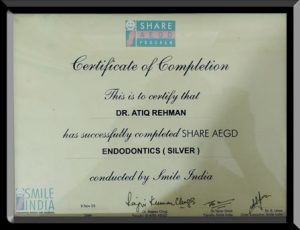 SHARE
AEGD
PROGRAM
Certificate of Completion
This is to certify that
DR. ATIQ REHMAN
has successfully completed SHARE AEGD
ENDODONTICS ( SILVER )
conducted by Smile India
SMILE
INDIA